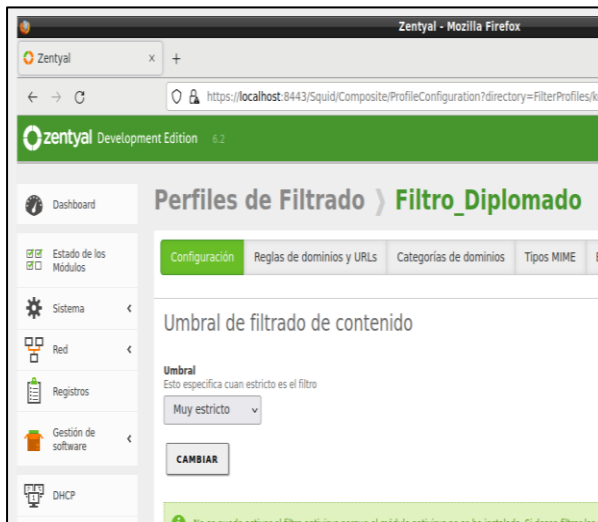 Zentyal - Mozilla Firefox
Zentyal × +
https://localhost:8443/Squid/Composite/ProfileConfiguration?directory=FilterProfiles/k
zentyal Development Edition 6.2
Dashboard
Estado de los
Módulos
Sistema
Red
Registros
Gestión de
software
DHCP
Perfiles de Filtrado Filtro_Diplomado
Configuración Reglas de dominios y URLs Categorías de dominios Tipos MIME
Umbral de filtrado de contenido
Umbral
Esto especifica cuan estricto es el filtro
Muy estricto
CAMBIAR